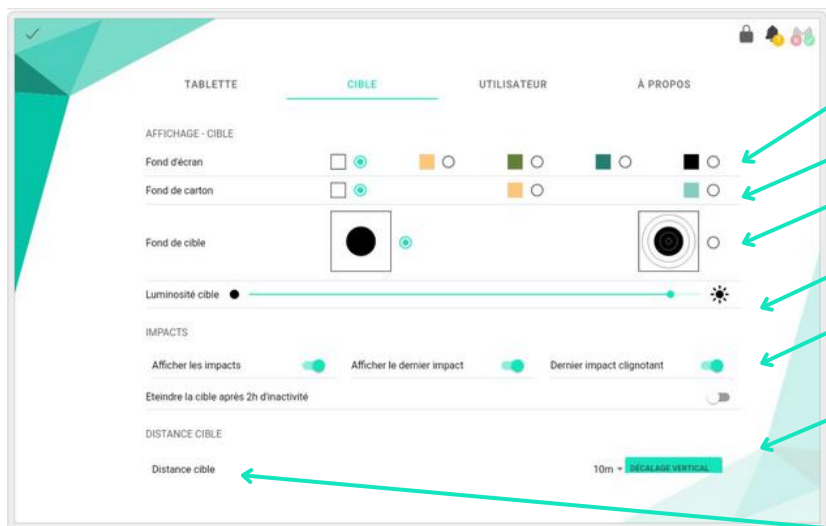 TABLETTE CIBLE UTILISATEUR À PROPOS
AFFICHAGE - CIBLE
Fond d'écran
Fond de carton
Fond de cible
Luminosité cible
IMPACTS
Afficher les impacts Afficher le dernier impact Dernier impact clignotant
Eteindre la cible après 2h d'inactivité
DISTANCE CIBLE
Distance cible 10m DÉCALAGE VERTICAL